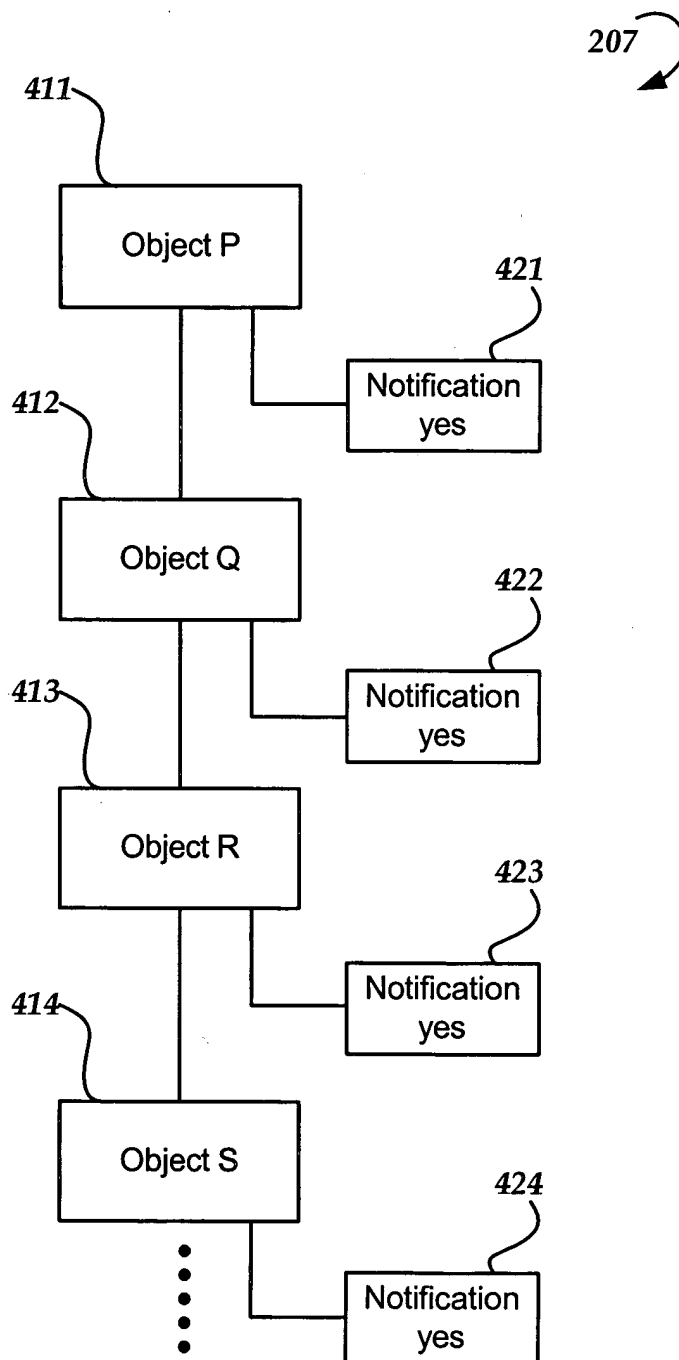 207
411
Object P
421
Notification
yes
412
Object Q
422
Notification
yes
413
Object R
423
Notification
yes
414
Object S
424
Notification
yes